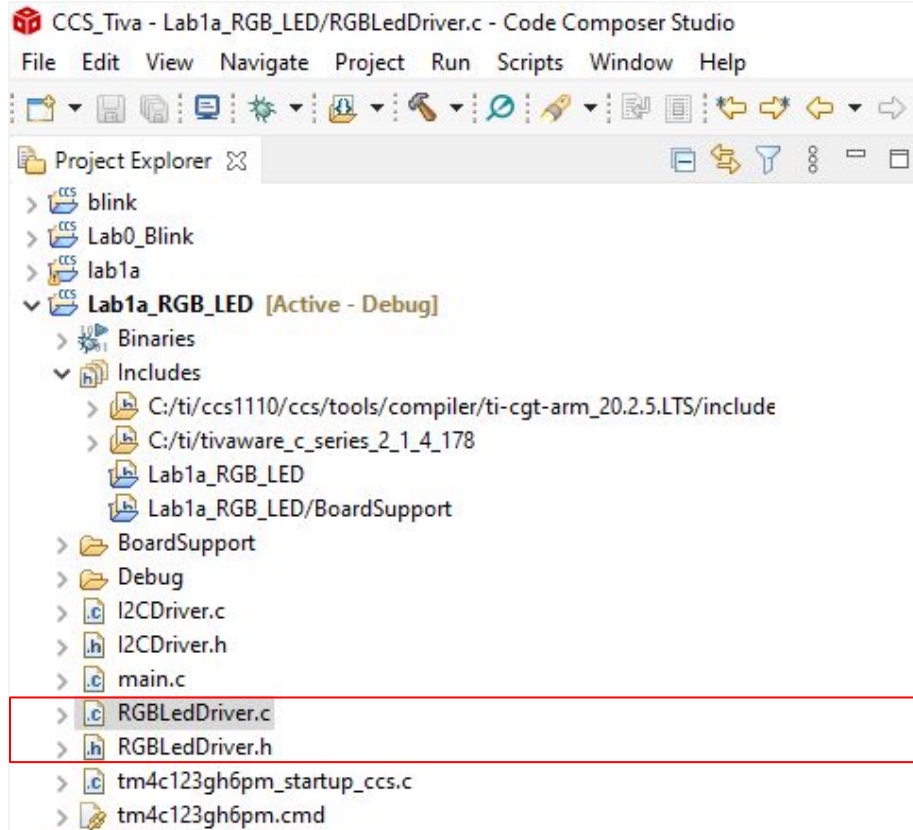 CCS_Tiva - Lab1a_RGB_LED/RGBLedDriver.c - Code Composer Studio
File Edit View Navigate Project Run Scripts Window Help
Project Explorer
blink
Lab0_Blink
lab1a
Lab1a_RGB_LED [Active - Debug]
Binaries
Includes
C:/ti/ccs1110/ccs/tools/compiler/ti-cgt-arm_20.2.5.LTS/include
C:/ti/tivaware_c_series_2_1_4_178
Lab1a_RGB_LED
Lab1a_RGB_LED/BoardSupport
BoardSupport
Debug
I2CDriver.c
I2CDriver.h
main.c
RGBLedDriver.c
RGBLedDriver.h
tm4c123gh6pm_startup_ccs.c
tm4c123gh6pm.cmd